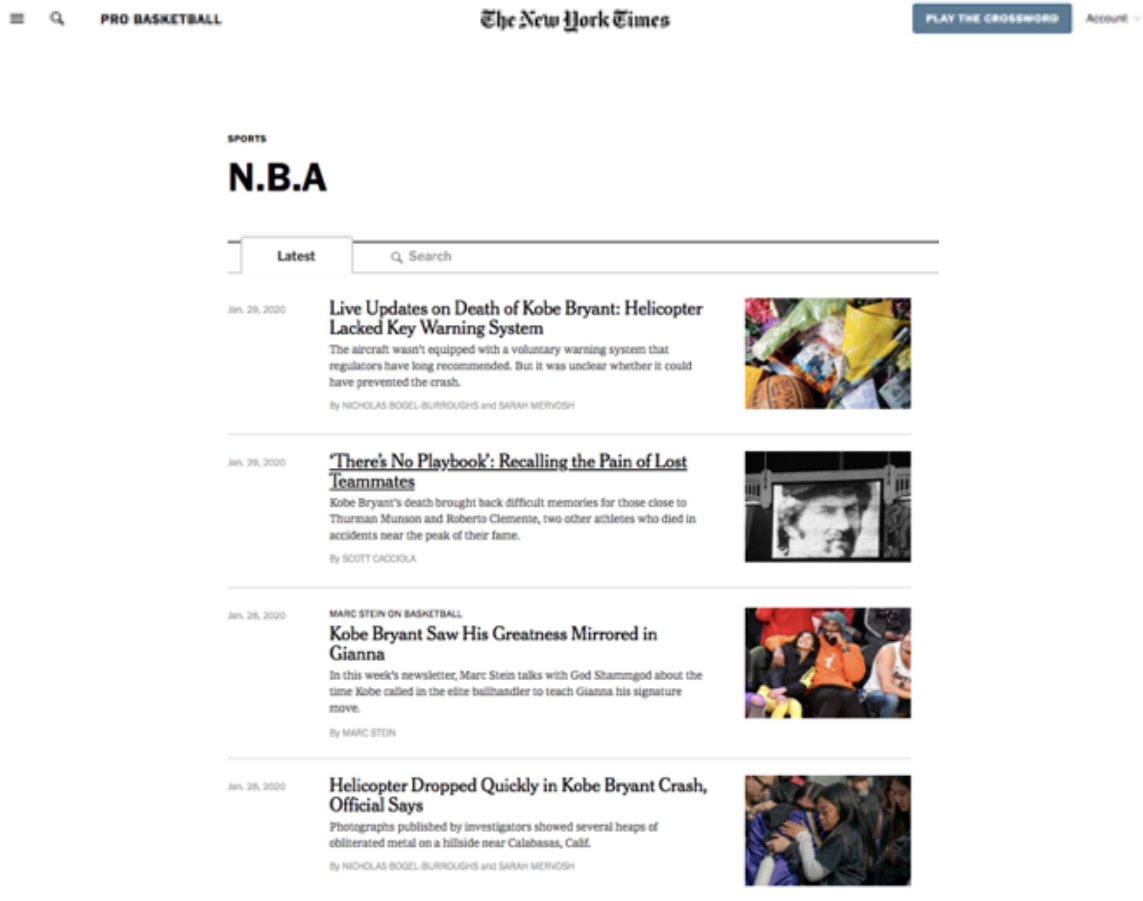 PRO BASKETBALL
The New York Times
PLAY THE CROSSWORD
Account
SPORTS
N.B.A
Latest
Search
Jan. 29, 2020
Live Updates on Death of Kobe Bryant: Helicopter
Lacked Key Warning System
The aircraft wasn't equipped with a voluntary warning system that
regulators have long recommended. But it was unclear whether it could
have prevented the crash.
By NICHOLAS BOGEL-BURROUGHS and SARAH MERVOSH
Jan. 29, 2020
'There's No Playbook': Recalling the Pain of Lost
Teammates
Kobe Bryant's death brought back difficult memories for those close to
Thurman Munson and Roberto Clemente, two other athletes who died in
accidents near the peak of their fame.
By SCOTT CACCIOLA
Jan. 28, 2020
MARC STEIN ON BASKETBALL
Kobe Bryant Saw His Greatness Mirrored in
Gianna
In this week's newsletter, Marc Stein talks with God Shammgod about the
time Kobe called in the elite ballhandler to teach Gianna his signature
move.
By MARC STEIN
Jan. 28, 2020
Helicopter Dropped Quickly in Kobe Bryant Crash,
Official Says
Photographs published by investigators showed several heaps of
obliterated metal on a hillside near Calabasas, Calif.
By NICHOLAS BOGEL-BURROUGHS and SARAH MERVOSH